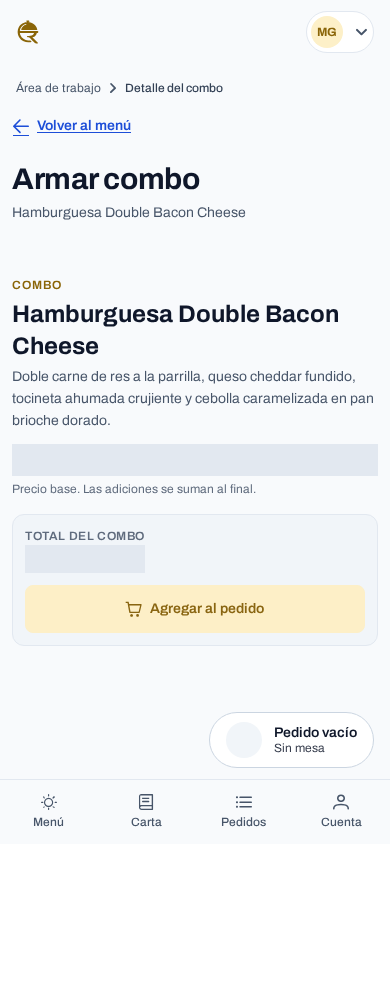 MG
Área de trabajo
Detalle del combo
Volver al menú
Armar combo
Hamburguesa Double Bacon Cheese
COMBO
Hamburguesa Double Bacon
Cheese
Doble carne de res a la parrilla, queso cheddar fundido,
tocineta ahumada crujiente y cebolla caramelizada en pan
brioche dorado.
Precio base. Las adiciones se suman al final.
TOTAL DEL COMBO
Agregar al pedido
Pedido vacío
Sin mesa
Menú
Carta
Pedidos
Cuenta